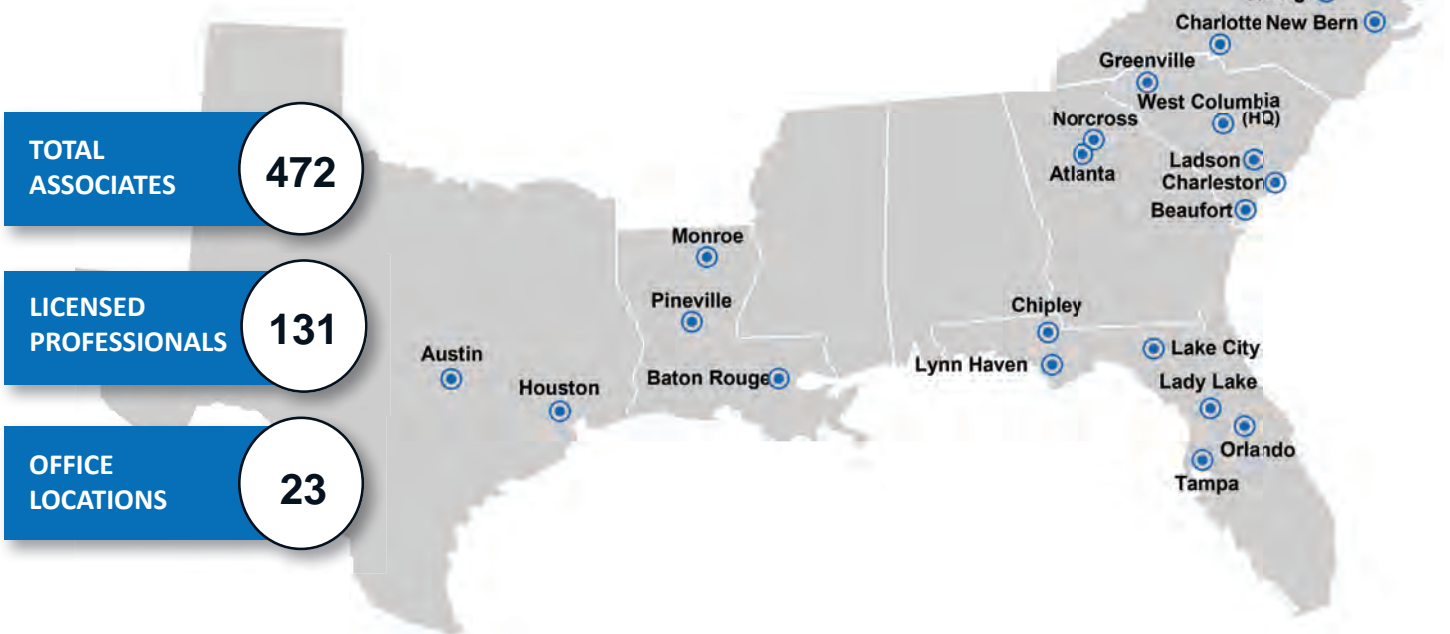 Charlotte New Bern
Greenville
West Columbia
(HQ)
Norcross
Atlanta
Ladson
Charleston
Beaufort
TOTAL
ASSOCIATES
472
Monroe
Pineville
Baton Rouge
LICENSED
PROFESSIONALS
131
Austin
Houston
Chipley
Lynn Haven
Lake City
Lady Lake
Orlando
Tampa
OFFICE
LOCATIONS
23